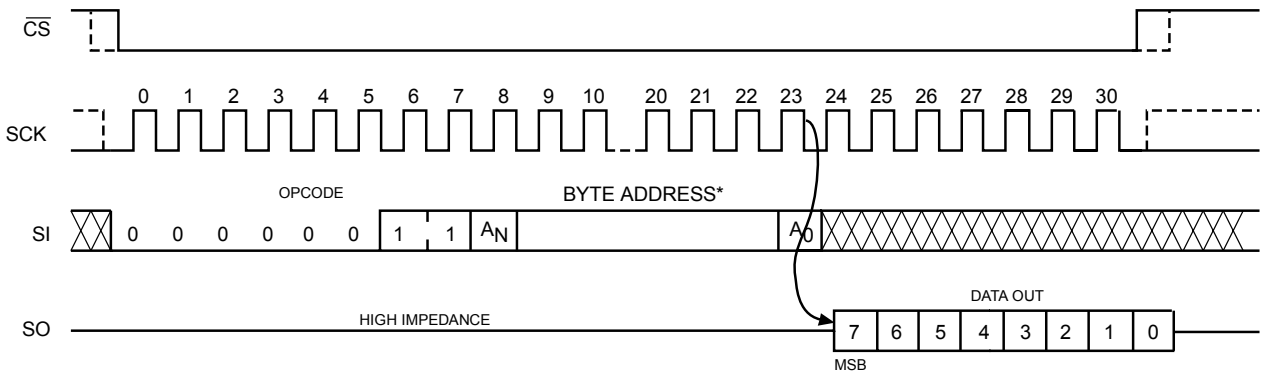 CS
0 1 2 3 4 5 6 7 8 9 10 20 21 22 23 24 25 26 27 28 29 30
SCK
OPCODE BYTE ADDRESS*
SI 0 0 0 0 0 0 1 1 AN A0
DATA OUT
SO HIGH IMPEDANCE 7 6 5 4 3 2 1 0
MSB